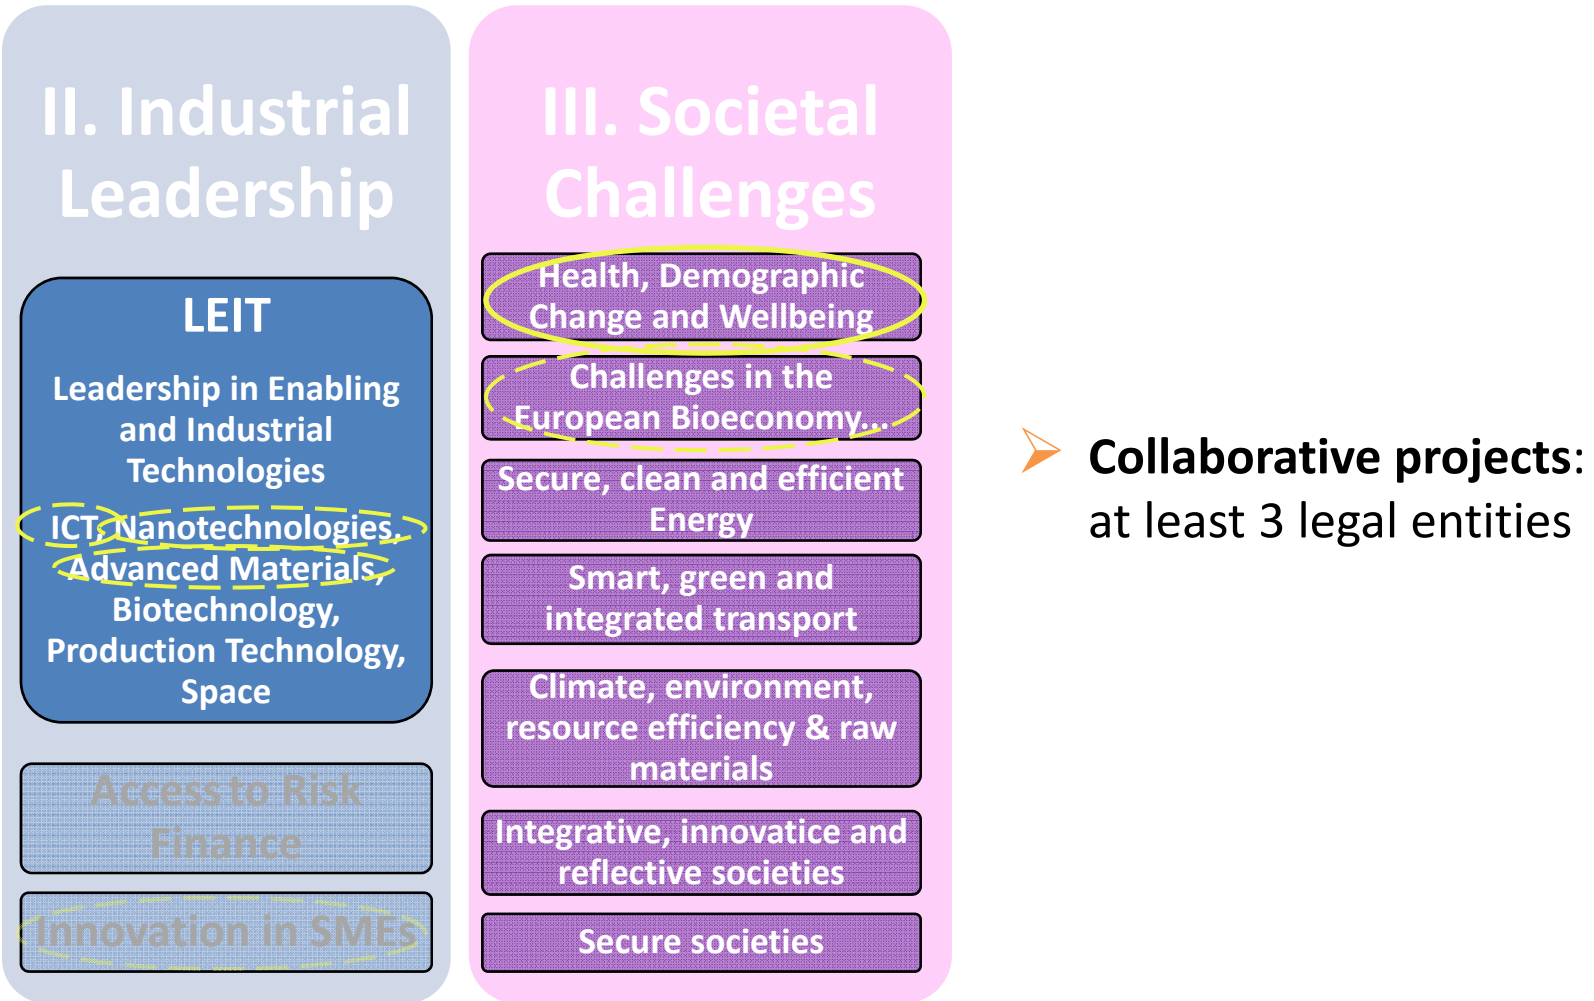 II. Industrial
Leadership
LEIT
Leadership in Enabling
and Industrial
Technologies
ICT, Nanotechnologies,
Advanced Materials,
Biotechnology,
Production Technology,
Space
Access to Risk
Finance
Innovation in SMEs
III. Societal
Challenges
Health, Demographic
Change and Wellbeing
Challenges in the
European Bioeconomy...
Secure, clean and efficient
Energy
Smart, green and
integrated transport
Climate, environment,
resource efficiency & raw
materials
Integrative, innovatice and
reflective societies
Secure societies
Collaborative projects:
at least 3 legal entities